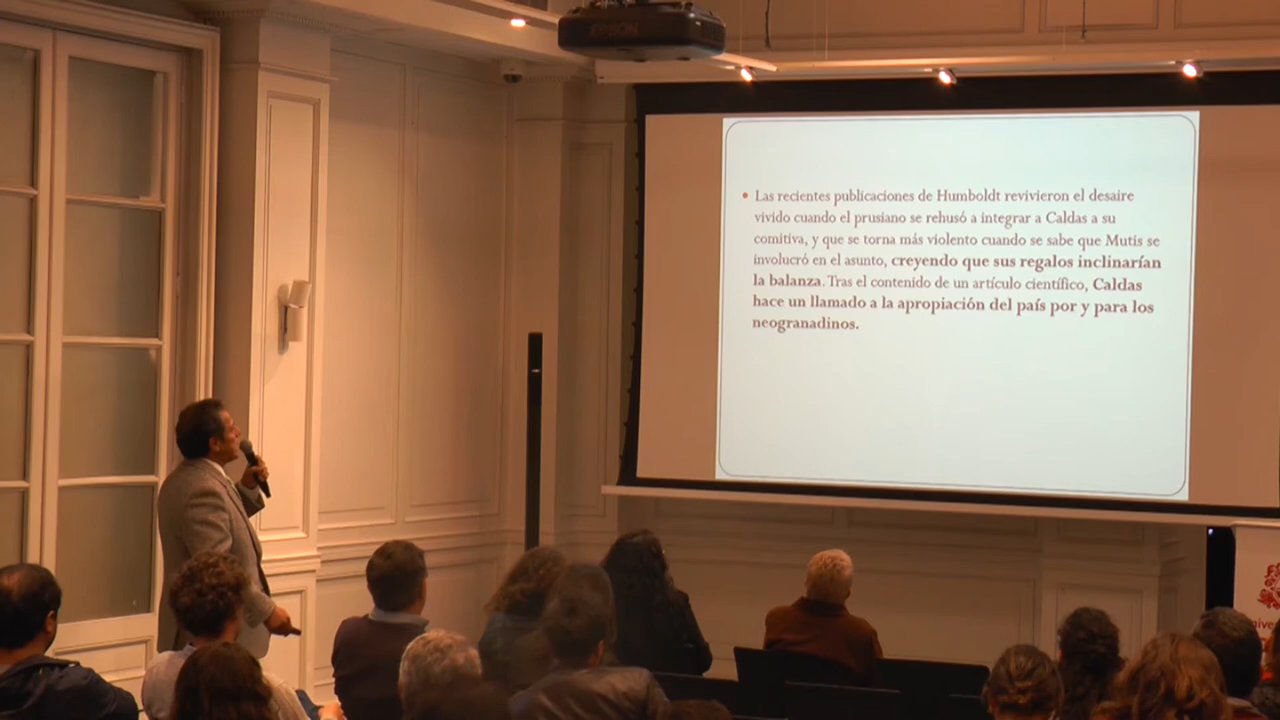 EPSON
• Las recientes publicaciones de Humboldt revivieron el desaire
vivido cuando el prusiano se rehusó a integrar a Caldas a su
comitiva, y que se torna más violento cuando se sabe que Mutis se
involucró en el asunto, creyendo que sus regalos inclinarían
la balanza. Tras el contenido de un artículo científico, Caldas
hace un llamado a la apropiación del país por y para los
neogranadinos.